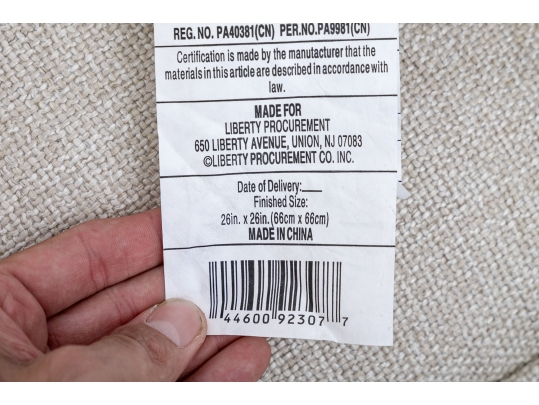 REG. NO. PA40381(CN) PER.NO.PA9981(CN)
Certification is made by the manufacturer that the
materials in this article are described in accordance with
law.
MADE FOR
LIBERTY PROCUREMENT
650 LIBERTY AVENUE, UNION, NJ 07083
©LIBERTY PROCUREMENT CO. INC.
Date of Delivery:____
Finished Size:
26in. x 26in.(66cm x 66cm)
MADE IN CHINA
44600 92307 7